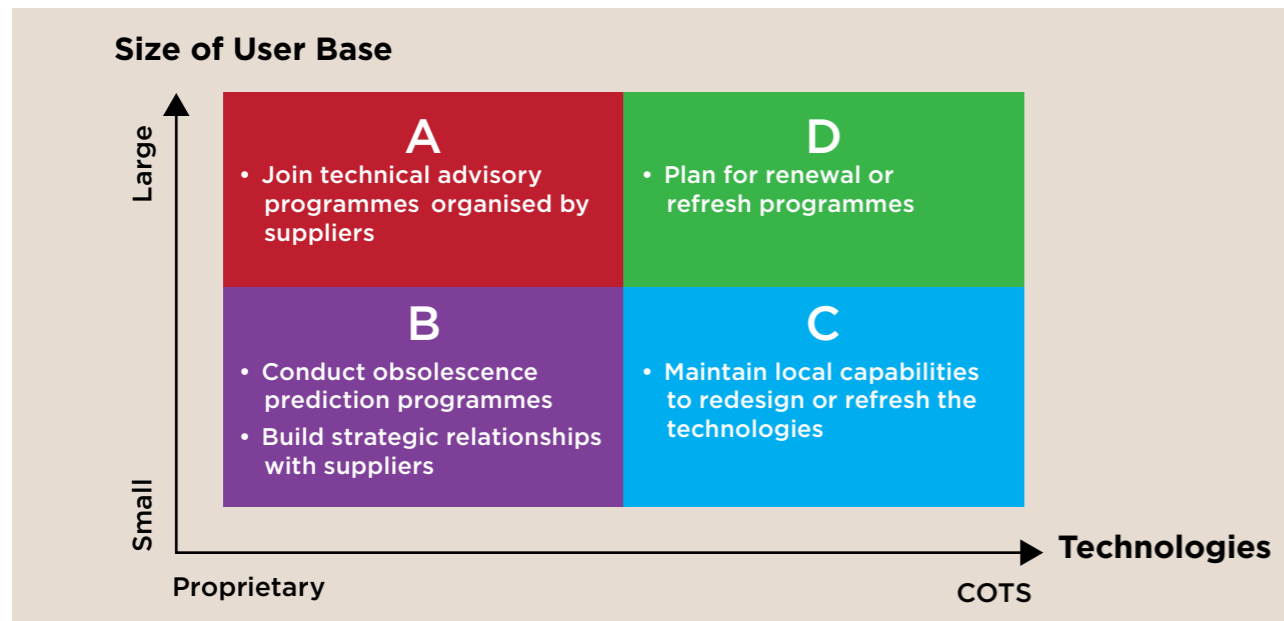 Size of User Base
Large
Small
A
• Join technical advisory
programmes organised by
suppliers
D
• Plan for renewal or
refresh programmes
B
• Conduct obsolescence
prediction programmes
• Build strategic relationships
with suppliers
C
• Maintain local capabilities
to redesign or refresh the
technologies
Technologies
Proprietary
COTS